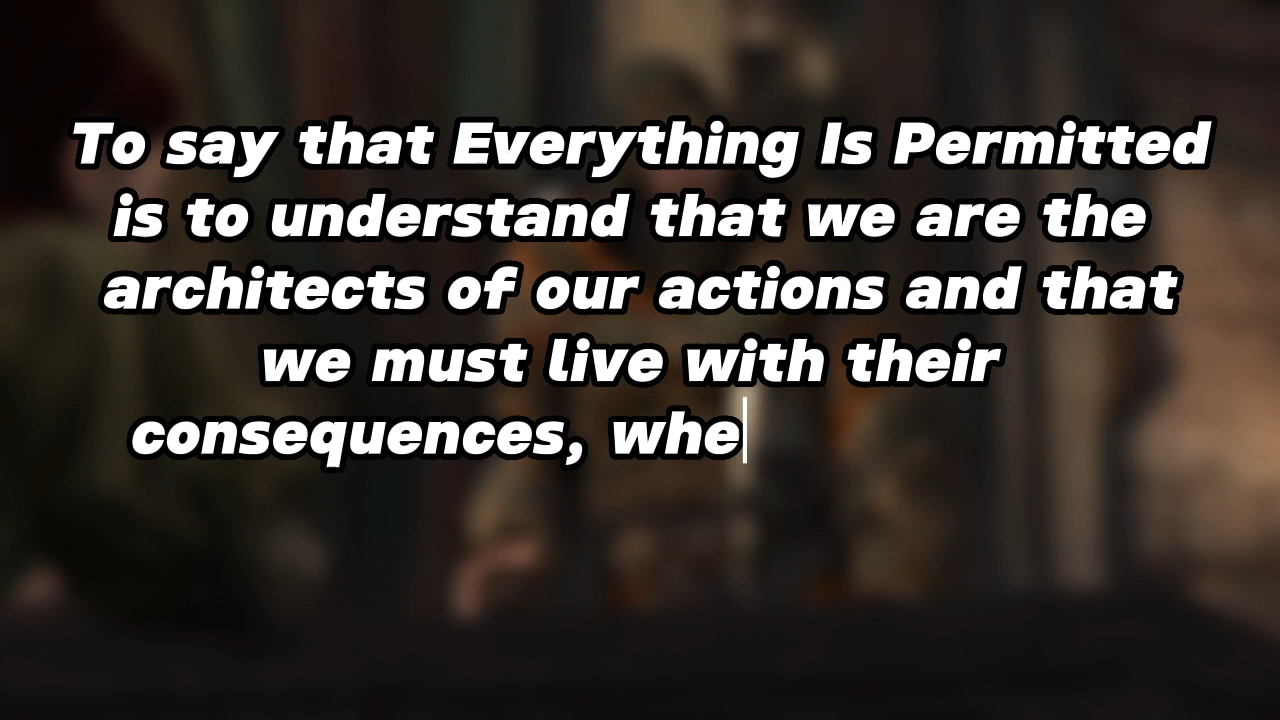 To say that Everything Is Permitted
is to understand that we are the
architects of our actions and that
we must live with their
consequences, whe